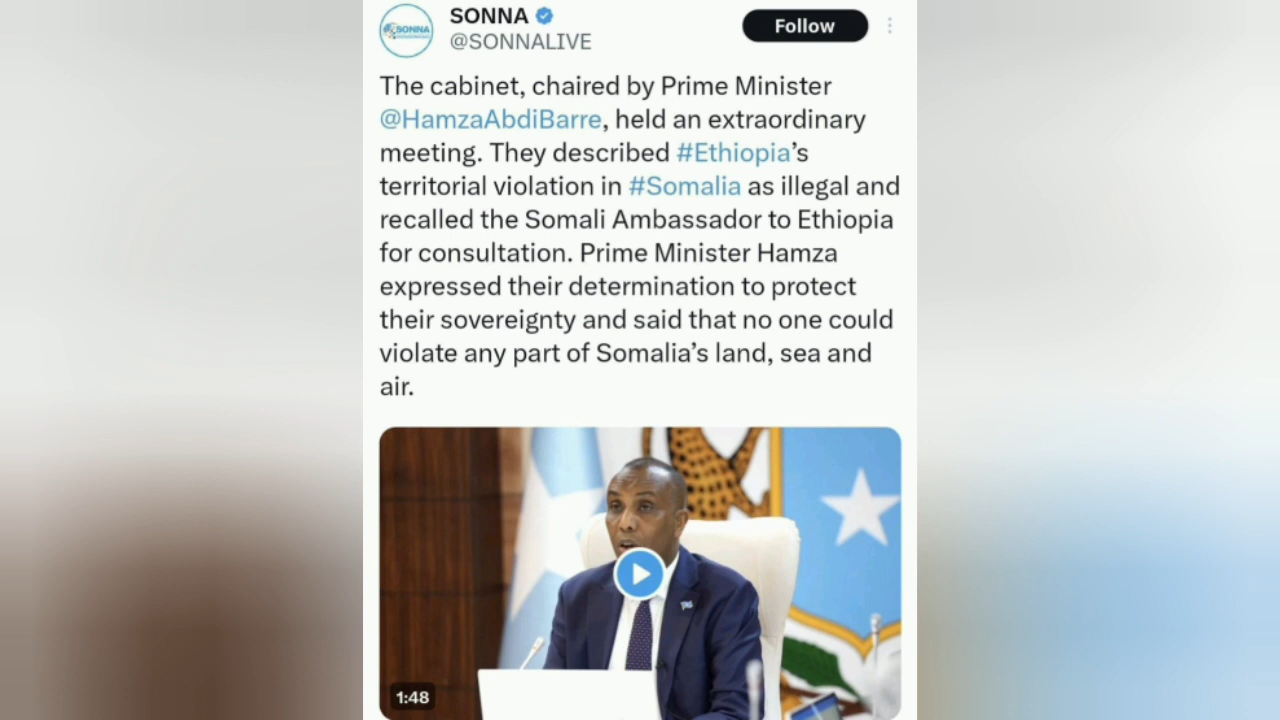 SONNA
SONNA
@SONNALIVE
Follow
The cabinet, chaired by Prime Minister
@HamzaAbdiBarre, held an extraordinary
meeting. They described #Ethiopia’s
territorial violation in #Somalia as illegal and
recalled the Somali Ambassador to Ethiopia
for consultation. Prime Minister Hamza
expressed their determination to protect
their sovereignty and said that no one could
violate any part of Somalia’s land, sea and
air.
1:48